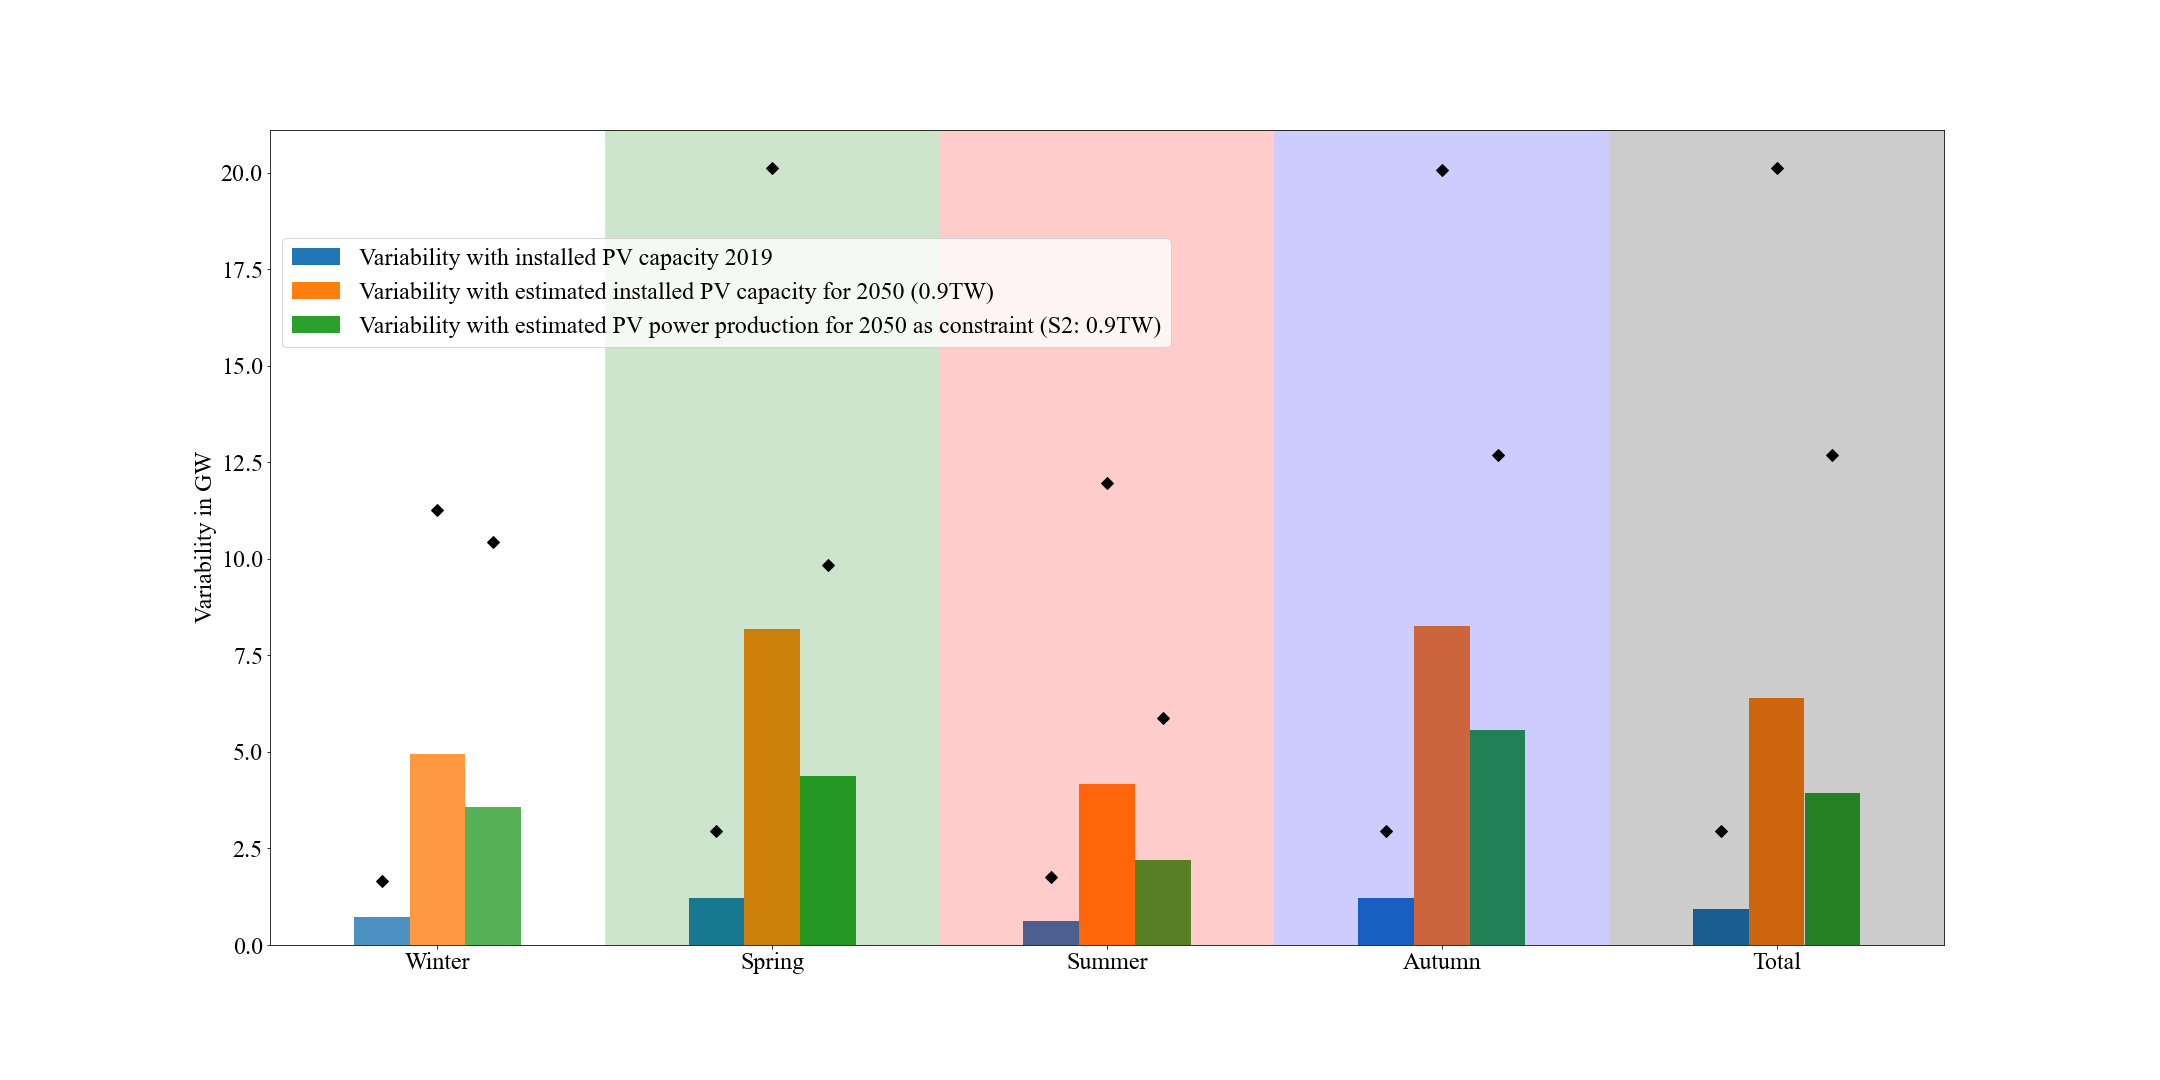 20.0
17.5
15.0
12.5
10.0
7.5
5.0
2.5
0.0
Variability in GW
Variability with installed PV capacity 2019
Variability with estimated installed PV capacity for 2050 (0.9TW)
Variability with estimated PV power production for 2050 as constraint (S2: 0.9TW)
Winter
Spring
Summer
Autumn
Total